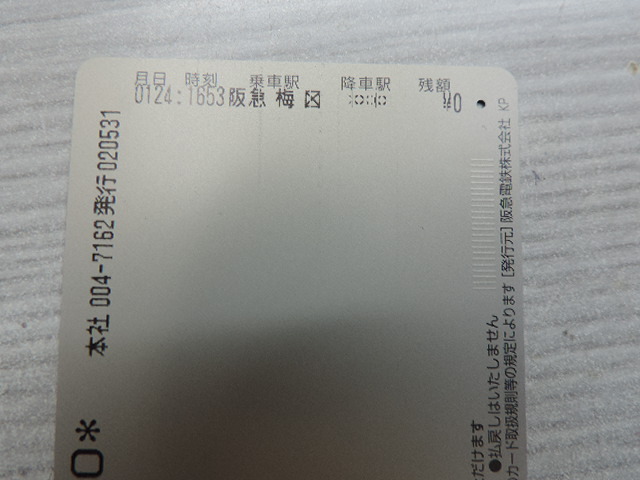 月日 時刻 乗車駅 降車駅 残額
0124:1653 阪急 梅 ¥0
本社 004-7162 発行 020531
0*
だけます
●払戻しはいたしません
のカード取扱規則等の規定によります [発行元] 阪急電鉄株式会社 KP